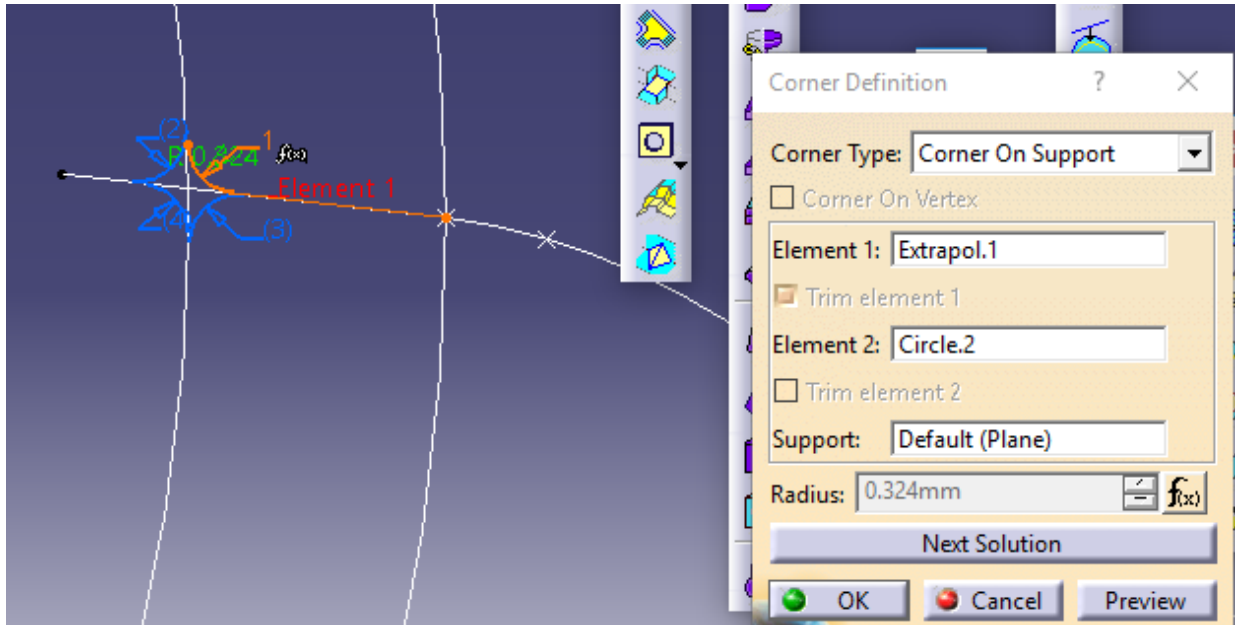 Corner Definition ? ×
Corner Type: Corner On Support
Corner On Vertex
Element 1: Extrapol.1
Trim element 1
Element 2: Circle.2
Trim element 2
Support: Default (Plane)
Radius: 0.324mm f(x)
Next Solution
OK Cancel Preview
(2) 1
R 0.324 f(x)
Element 1
(4) (3)